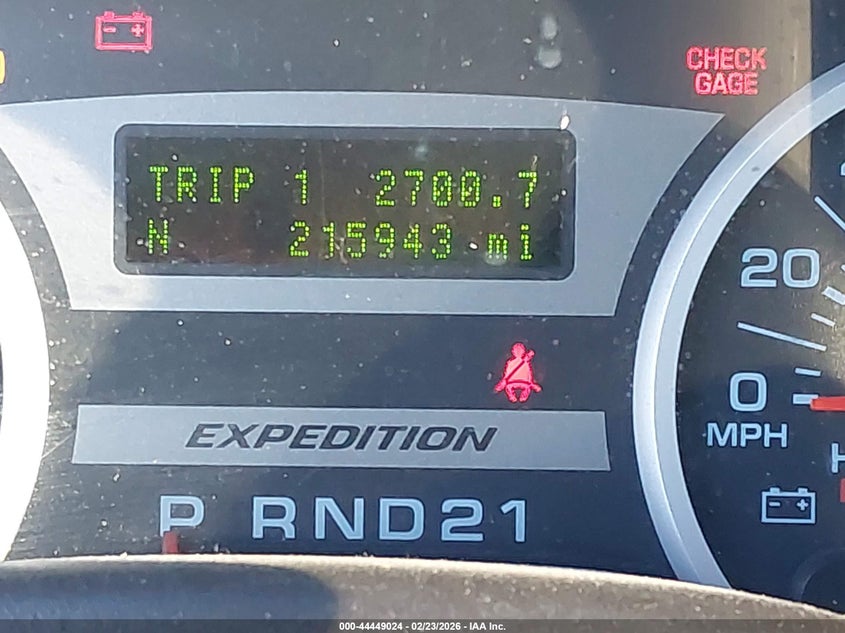 CHECK
GAGE
TRIP 1 2700.7
N 215943 mi
20
0
MPH
H
EXPEDITION
P RND21
000-44449024 - 02/23/2026 - IAA Inc.